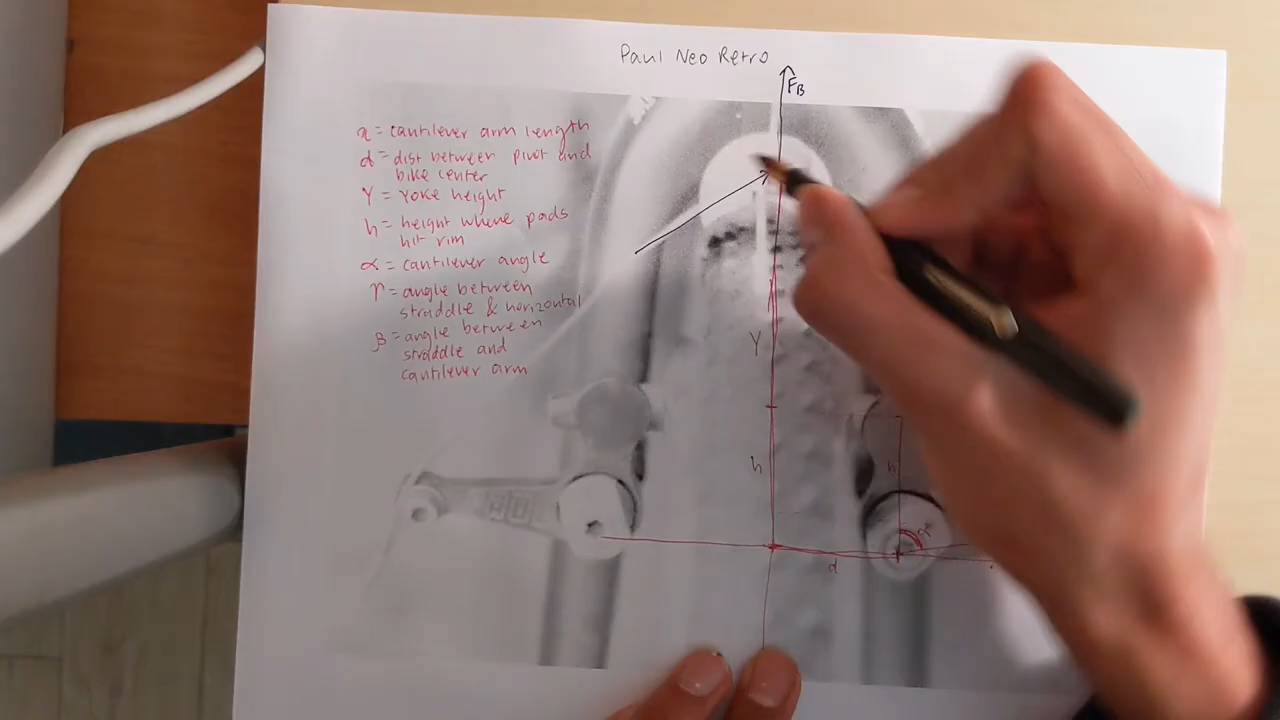 Paul Neo Retro
FB
a = cantilever arm length
d = dist between pivot and
bike center
Y = Yoke height
h = height where pads
hit rim
α = cantilever angle
γ = angle between
straddle & horizontal
β = angle between
straddle and
cantilever arm
Y
h
h
d